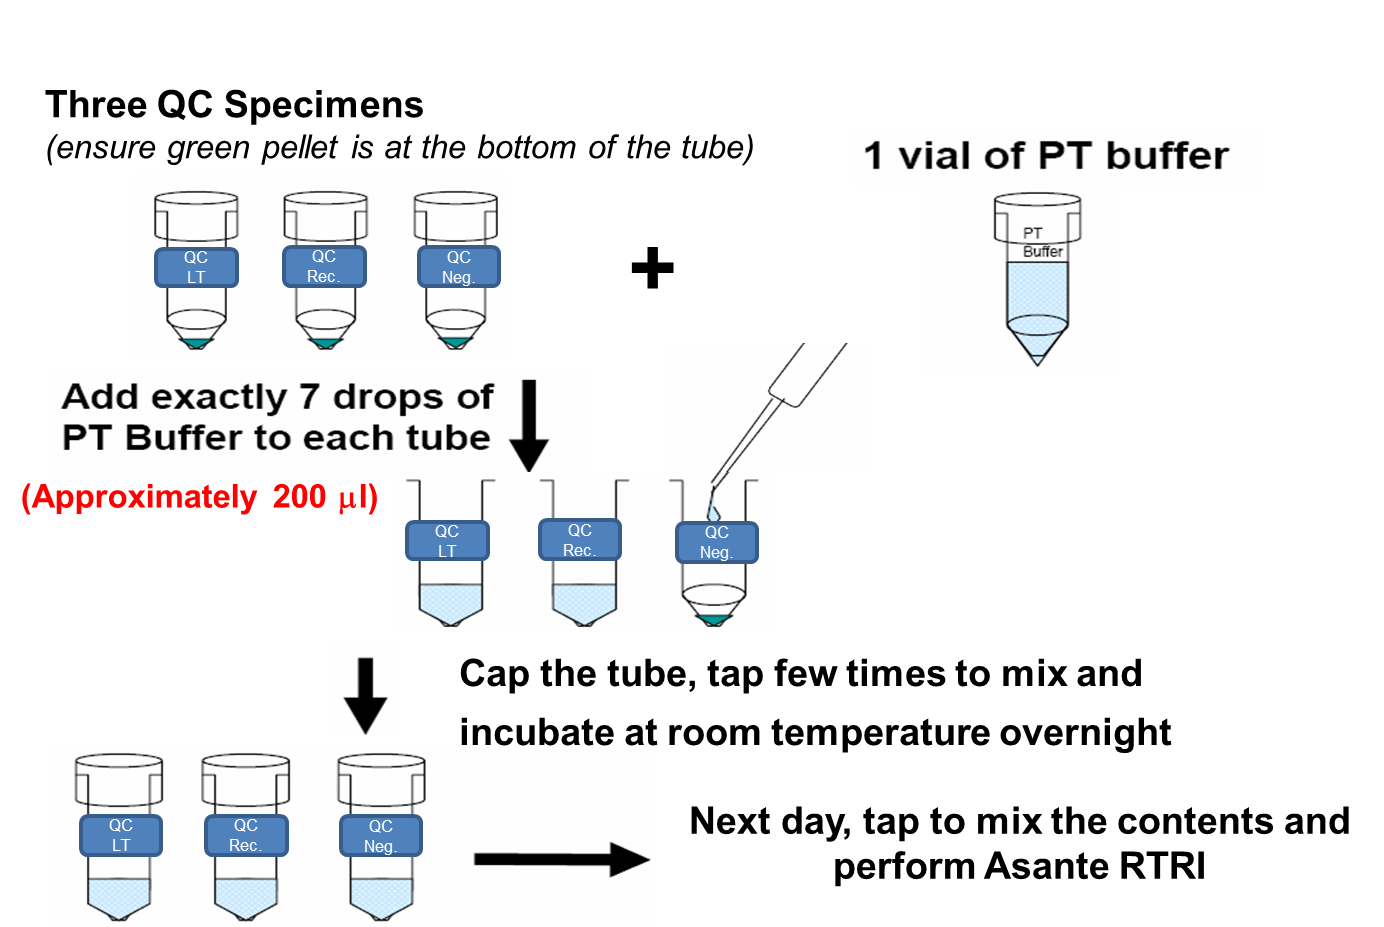 Three QC Specimens
(ensure green pellet is at the bottom of the tube)
1 vial of PT buffer
QC
LT
QC
Rec.
QC
Neg.
+
PT
Buffer
Add exactly 7 drops of
PT Buffer to each tube
(Approximately 200 μl)
QC
LT
QC
Rec.
QC
Neg.
Cap the tube, tap few times to mix and
incubate at room temperature overnight
QC
LT
QC
Rec.
QC
Neg.
Next day, tap to mix the contents and
perform Asante RTRI